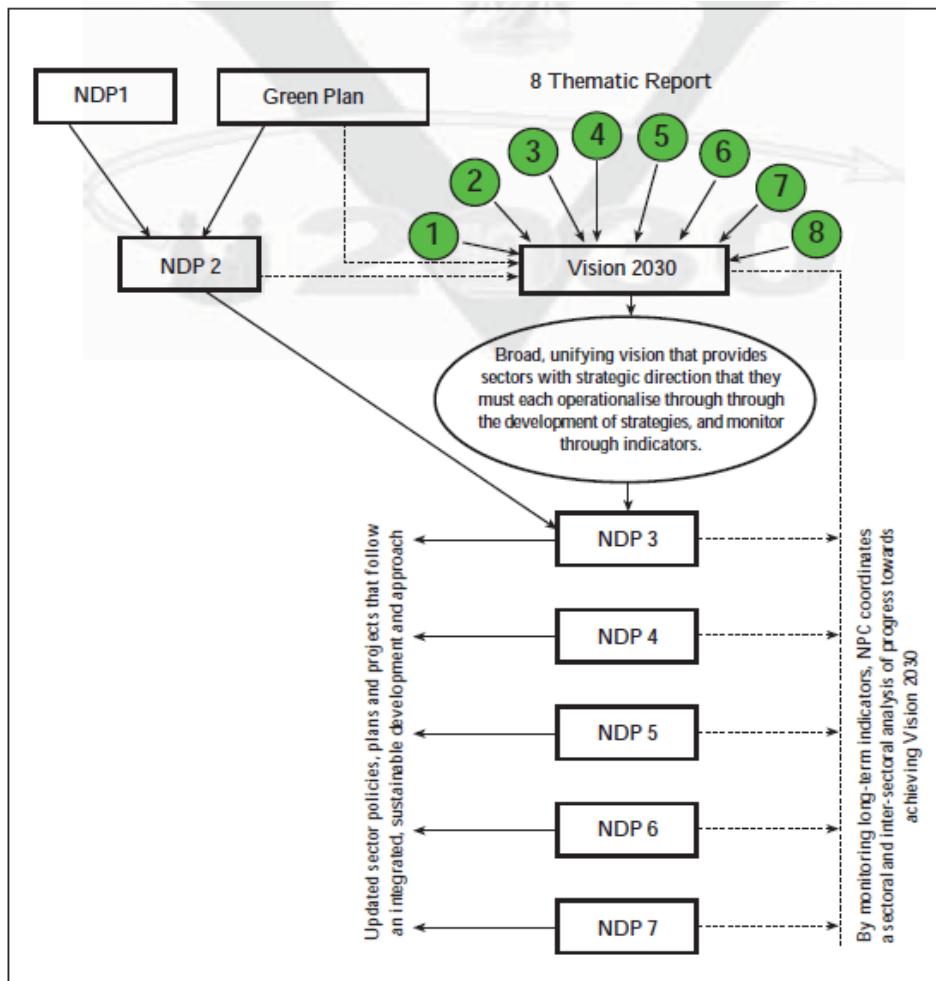 8 Thematic Report
NDP1
Green Plan
1
2
3
4
5
6
7
8
NDP 2
Vision 2030
2030
Broad, unifying vision that provides
sectors with strategic direction that they
must each operationalise through through
the development of strategies, and monitor
through indicators.
NDP 3
NDP 4
NDP 5
NDP 6
NDP 7
Updated sector policies, plans and projects that follow
an integrated, sustainable development and approach
By monitoring long-term indicators, NPC coordinates
a sectoral and inter-sectoral analysis of progress towards
achieving Vision 2030